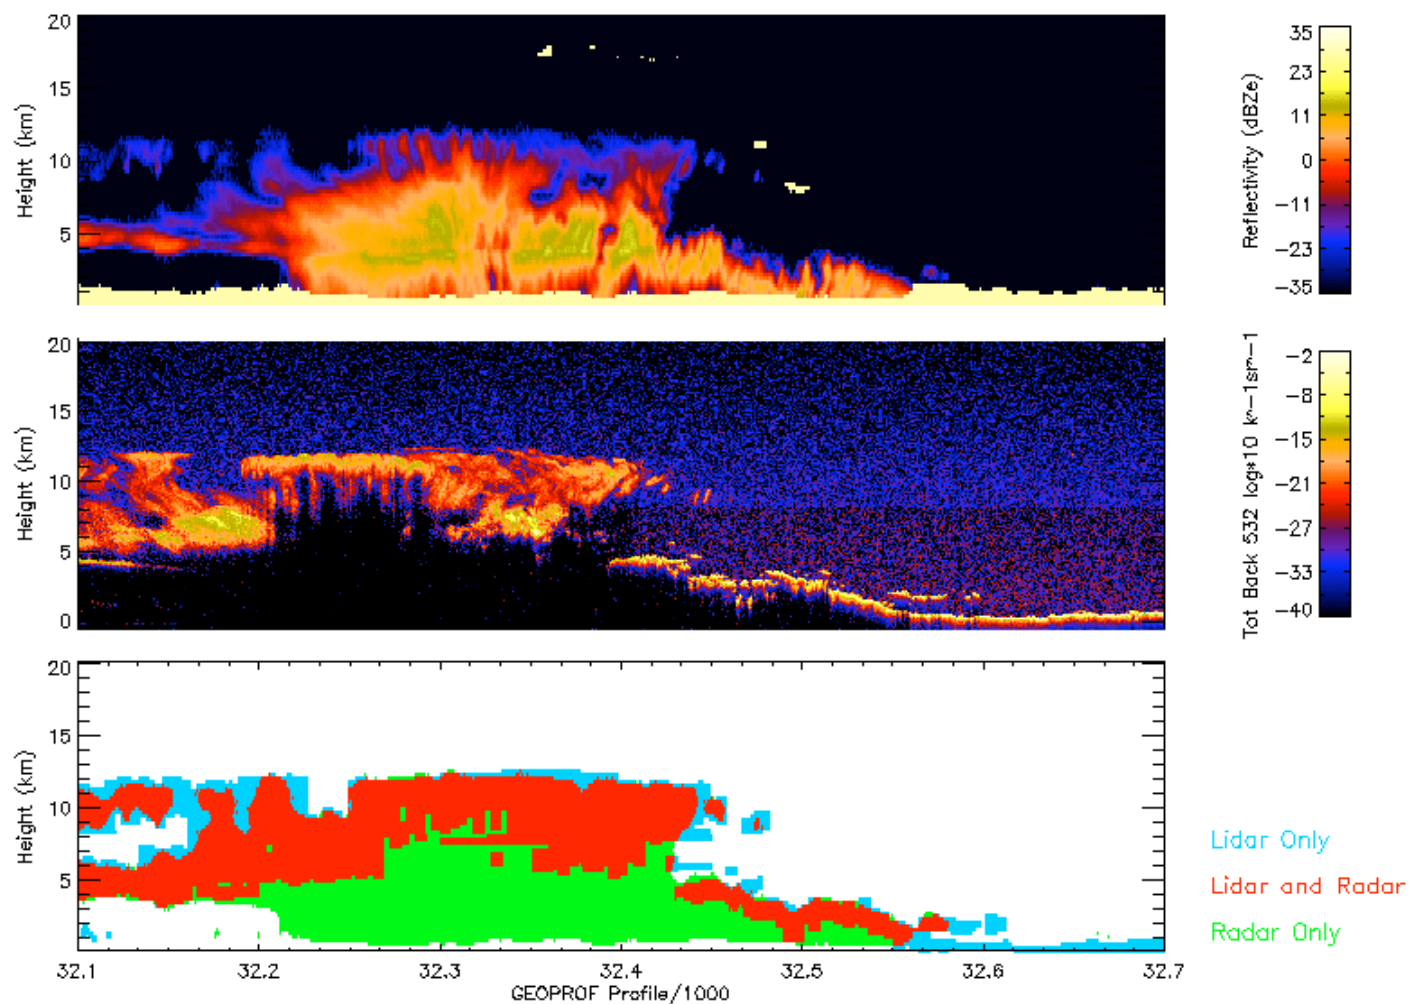 20
15
10
5
Height (km)
35
23
11
0
-11
-23
-35
Reflectivity (dBZe)
20
15
10
5
0
Height (km)
-2
-8
-15
-21
-27
-33
-40
Tot Back 532 log*10 k^-1sr^-1
20
15
10
5
Height (km)
Lidar Only
Lidar and Radar
Radar Only
32.1 32.2 32.3 32.4 32.5 32.6 32.7
GEOPROF Profile/1000